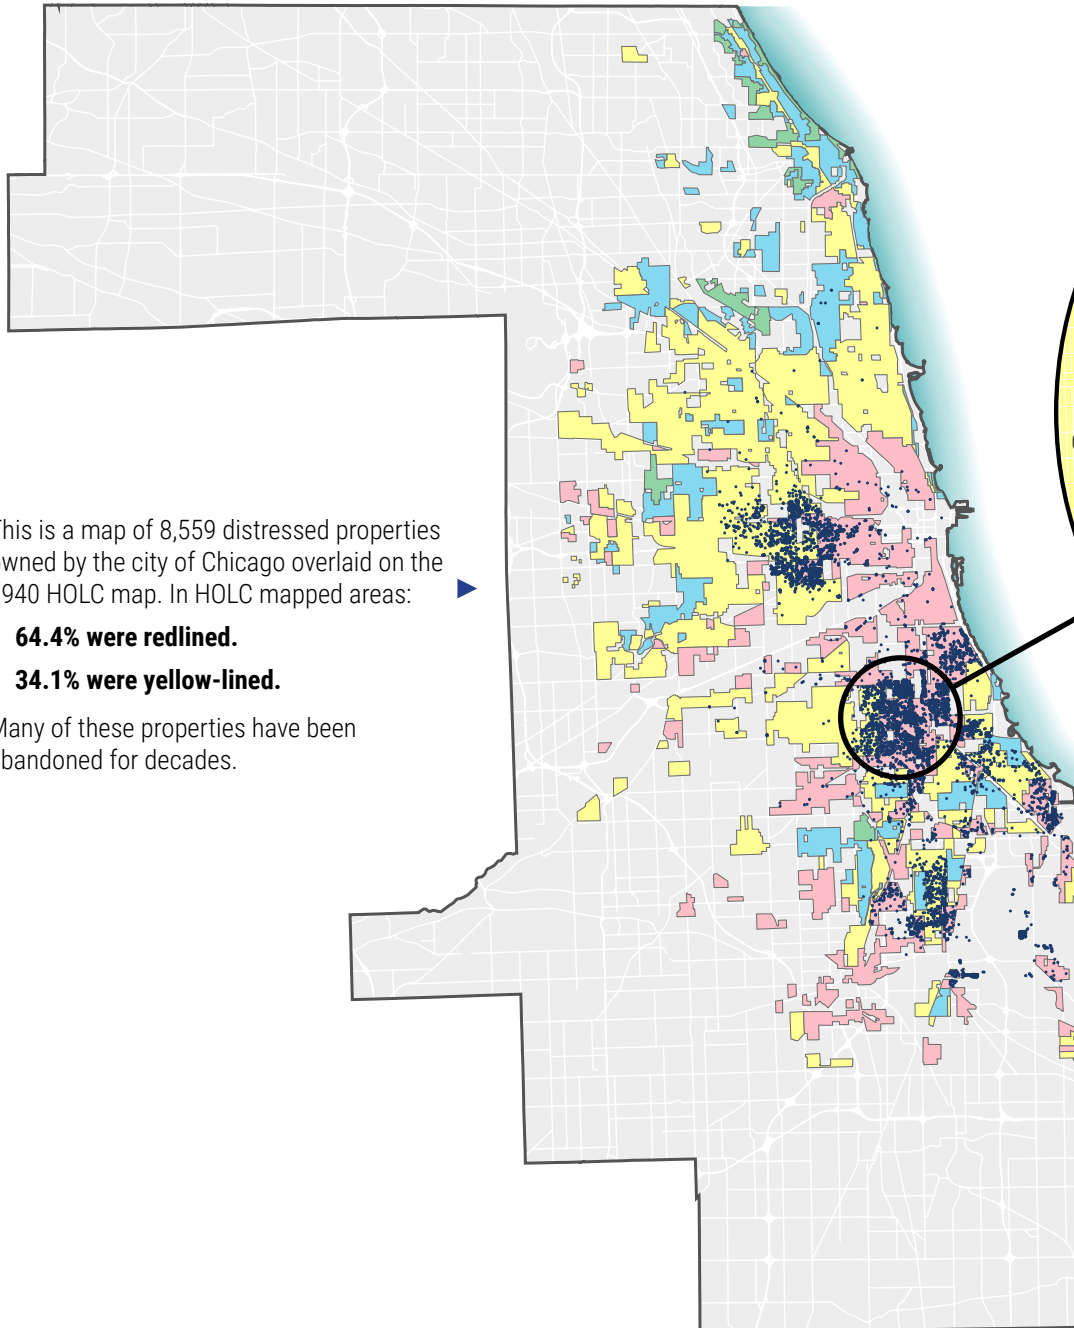 his is a map of 8,559 distressed properties
owned by the city of Chicago overlaid on the
940 HOLC map. In HOLC mapped areas:
64.4% were redlined.
34.1% were yellow-lined.
Many of these properties have been
bandoned for decades.